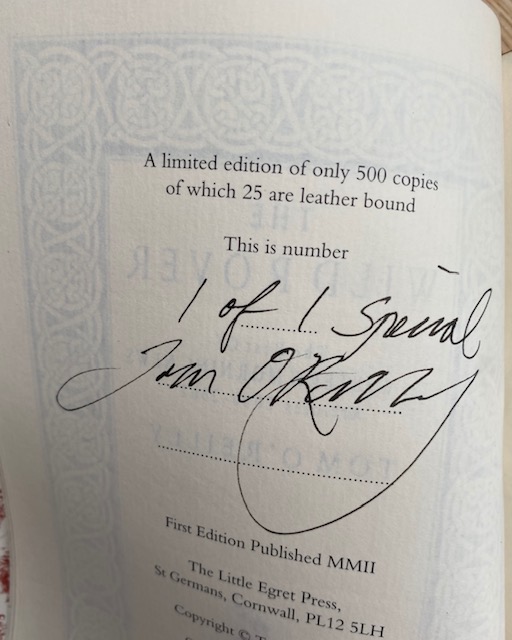 A limited edition of only 500 copies
of which 25 are leather bound
This is number
1 of 1 Special
Tom O'Reilly
First Edition Published MMII
The Little Egret Press,
St Germans, Cornwall, PL12 5LH
Copyright © T